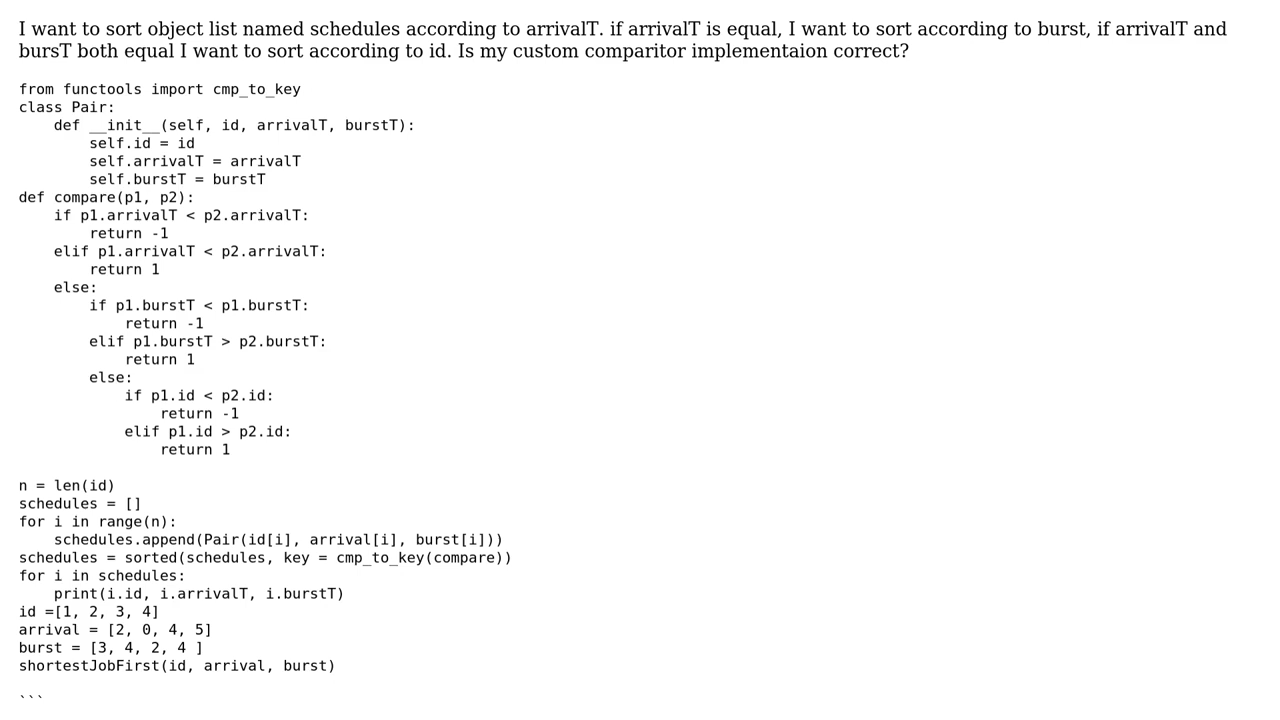 I want to sort object list named schedules according to arrivalT. if arrivalT is equal, I want to sort according to burst, if arrivalT and
bursT both equal I want to sort according to id. Is my custom comparitor implementaion correct?
from functools import cmp_to_key
class Pair:
    def __init__(self, id, arrivalT, burstT):
        self.id = id
        self.arrivalT = arrivalT
        self.burstT = burstT
def compare(p1, p2):
    if p1.arrivalT < p2.arrivalT:
        return -1
    elif p1.arrivalT < p2.arrivalT:
        return 1
    else:
        if p1.burstT < p1.burstT:
            return -1
        elif p1.burstT > p2.burstT:
            return 1
        else:
            if p1.id < p2.id:
                return -1
            elif p1.id > p2.id:
                return 1
n = len(id)
schedules = []
for i in range(n):
    schedules.append(Pair(id[i], arrival[i], burst[i]))
schedules = sorted(schedules, key = cmp_to_key(compare))
for i in schedules:
    print(i.id, i.arrivalT, i.burstT)
id =[1, 2, 3, 4]
arrival = [2, 0, 4, 5]
burst = [3, 4, 2, 4 ]
shortestJobFirst(id, arrival, burst)
```